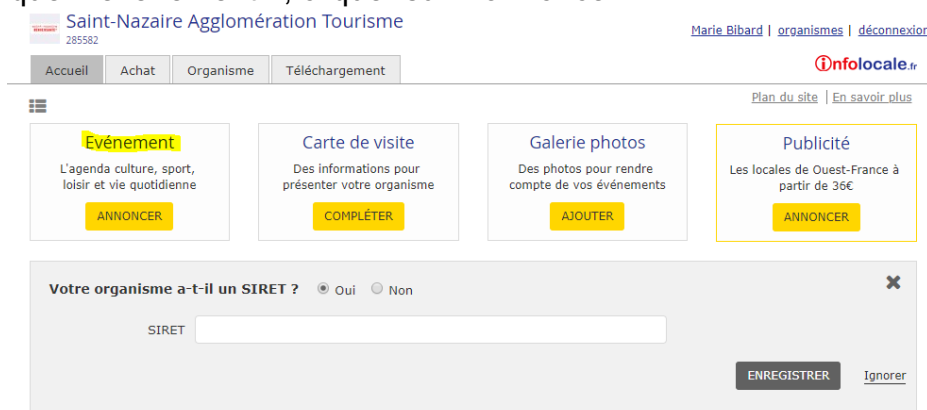 Saint-Nazaire Agglomération Tourisme
285582
Marie Bibard | organismes | déconnexion
Accueil Achat Organisme Téléchargement
infolocale.fr
Plan du site | En savoir plus
Evénement
L'agenda culture, sport,
loisir et vie quotidienne
ANNONCER
Carte de visite
Des informations pour
présenter votre organisme
COMPLÉTER
Galerie photos
Des photos pour rendre
compte de vos événements
AJOUTER
Publicité
Les locales de Ouest-France à
partir de 36€
ANNONCER
Votre organisme a-t-il un SIRET ? Oui Non
SIRET
ENREGISTRER Ignorer